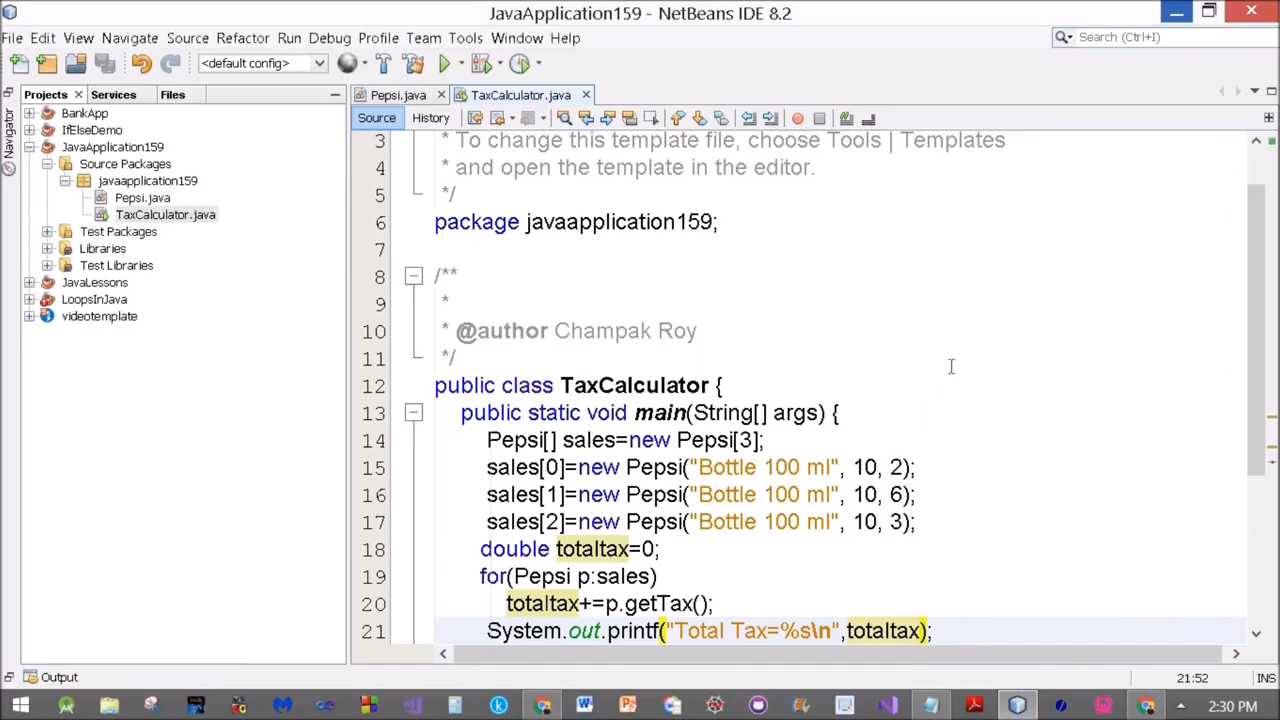 JavaApplication159 - NetBeans IDE 8.2
File Edit View Navigate Source Refactor Run Debug Profile Team Tools Window Help
Search (Ctrl+I)
<default config>
Projects Services Files
Navigator
BankApp
IfElseDemo
JavaApplication159
Source Packages
javaapplication159
Pepsi.java
TaxCalculator.java
Test Packages
Libraries
Test Libraries
JavaLessons
LoopsInJava
videotemplate
Pepsi.java TaxCalculator.java
Source History
3 * To change this template file, choose Tools | Templates
4 * and open the template in the editor.
5 */
6 package javaapplication159;
7
8 /**
9 *
10 * @author Champak Roy
11 */
12 public class TaxCalculator {
13 public static void main(String[] args) {
14 Pepsi[] sales=new Pepsi[3];
15 sales[0]=new Pepsi("Bottle 100 ml", 10, 2);
16 sales[1]=new Pepsi("Bottle 100 ml", 10, 6);
17 sales[2]=new Pepsi("Bottle 100 ml", 10, 3);
18 double totaltax=0;
19 for(Pepsi p:sales)
20 totaltax+=p.getTax();
21 System.out.printf("Total Tax=%s\n",totaltax);
Output
21:52 INS
2:30 PM